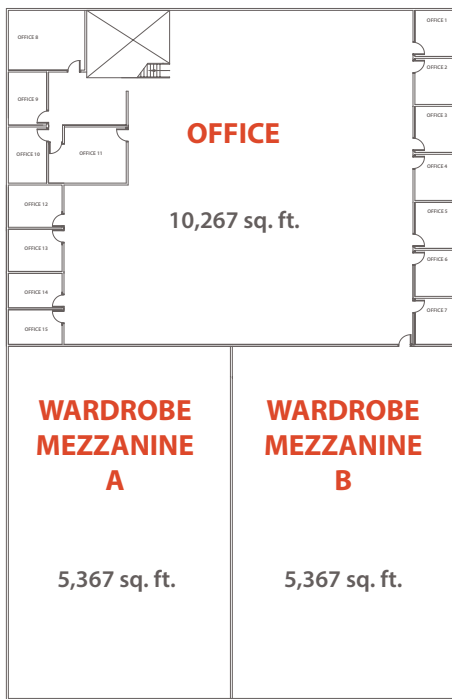 OFFICE 1
OFFICE 2
OFFICE 3
OFFICE 4
OFFICE 5
OFFICE 6
OFFICE 7
OFFICE 8
OFFICE 9
OFFICE 10
OFFICE 11
OFFICE 12
OFFICE 13
OFFICE 14
OFFICE 15
OFFICE
10,267 sq. ft.
WARDROBE
MEZZANINE
A
5,367 sq. ft.
WARDROBE
MEZZANINE
B
5,367 sq. ft.